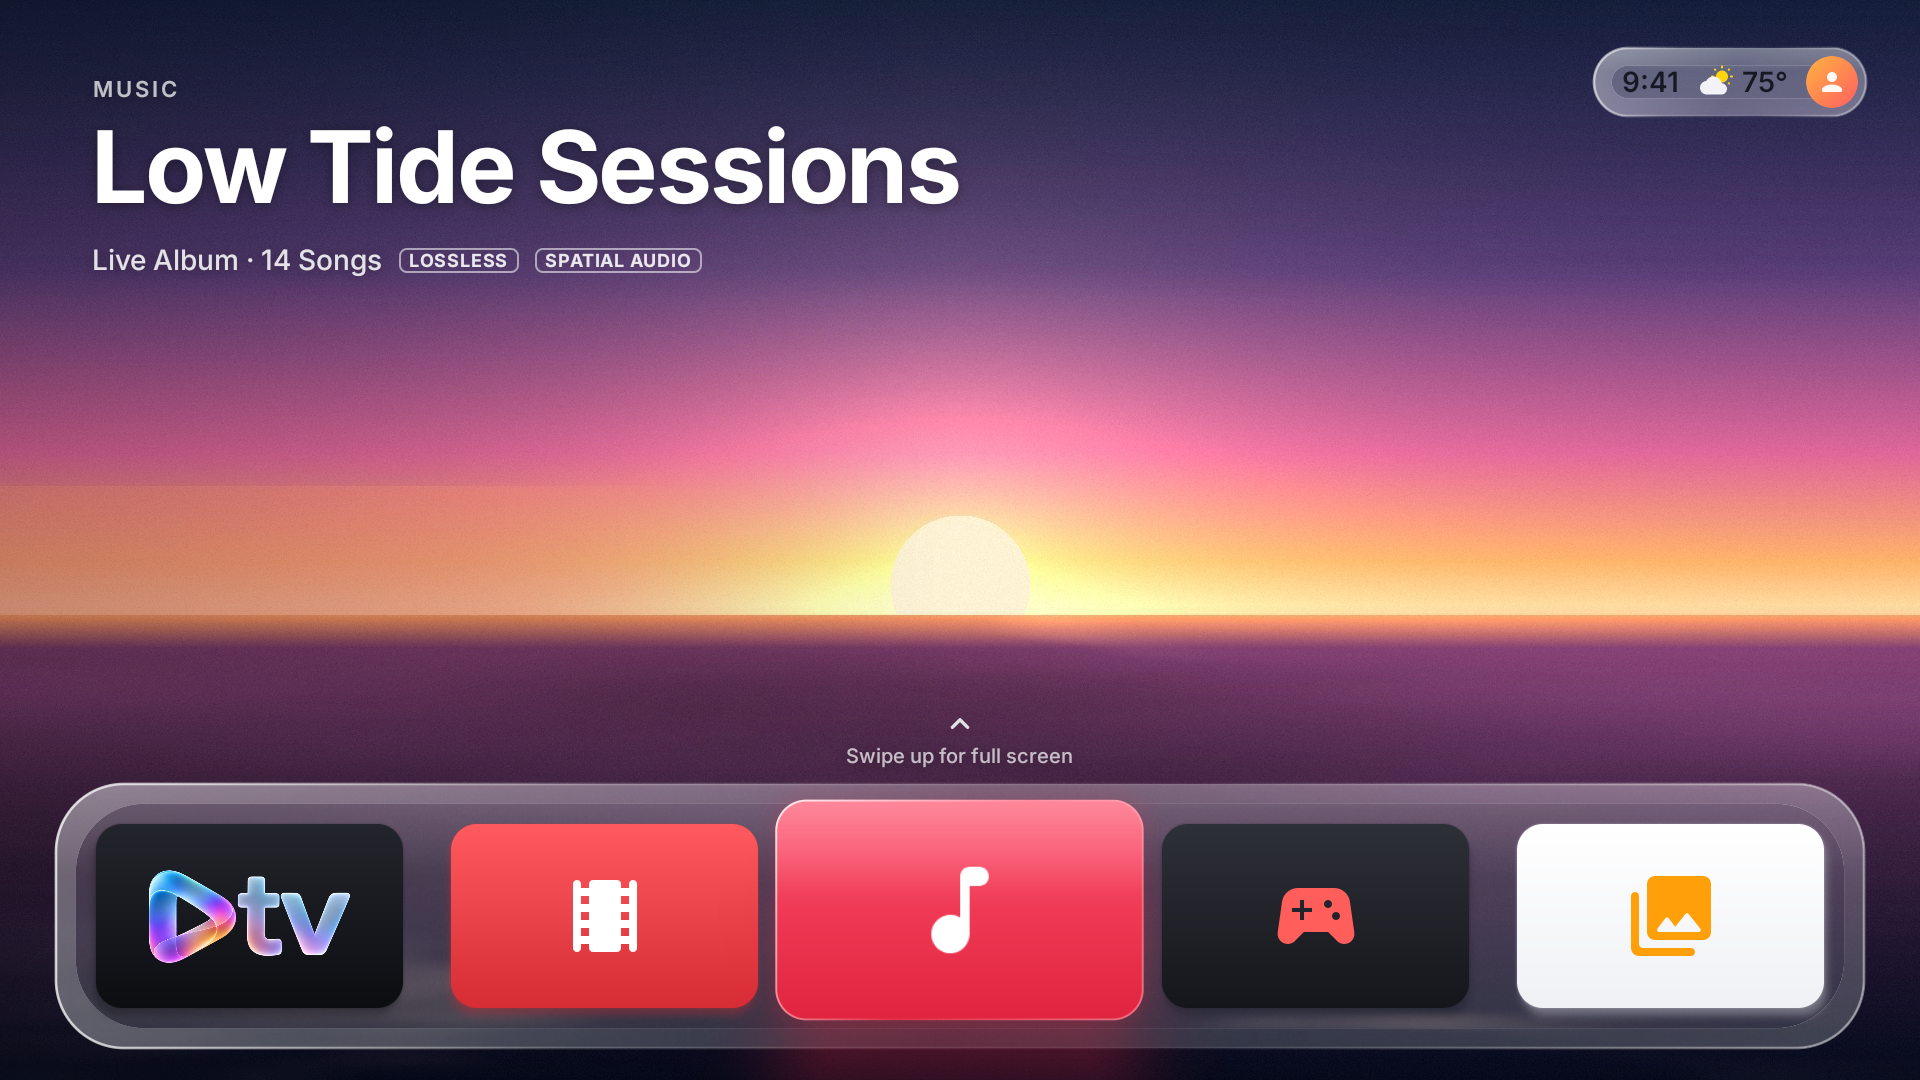 MUSIC
Low Tide Sessions
Live Album · 14 Songs LOSSLESS SPATIAL AUDIO
9:41 75°
Swipe up for full screen
tv